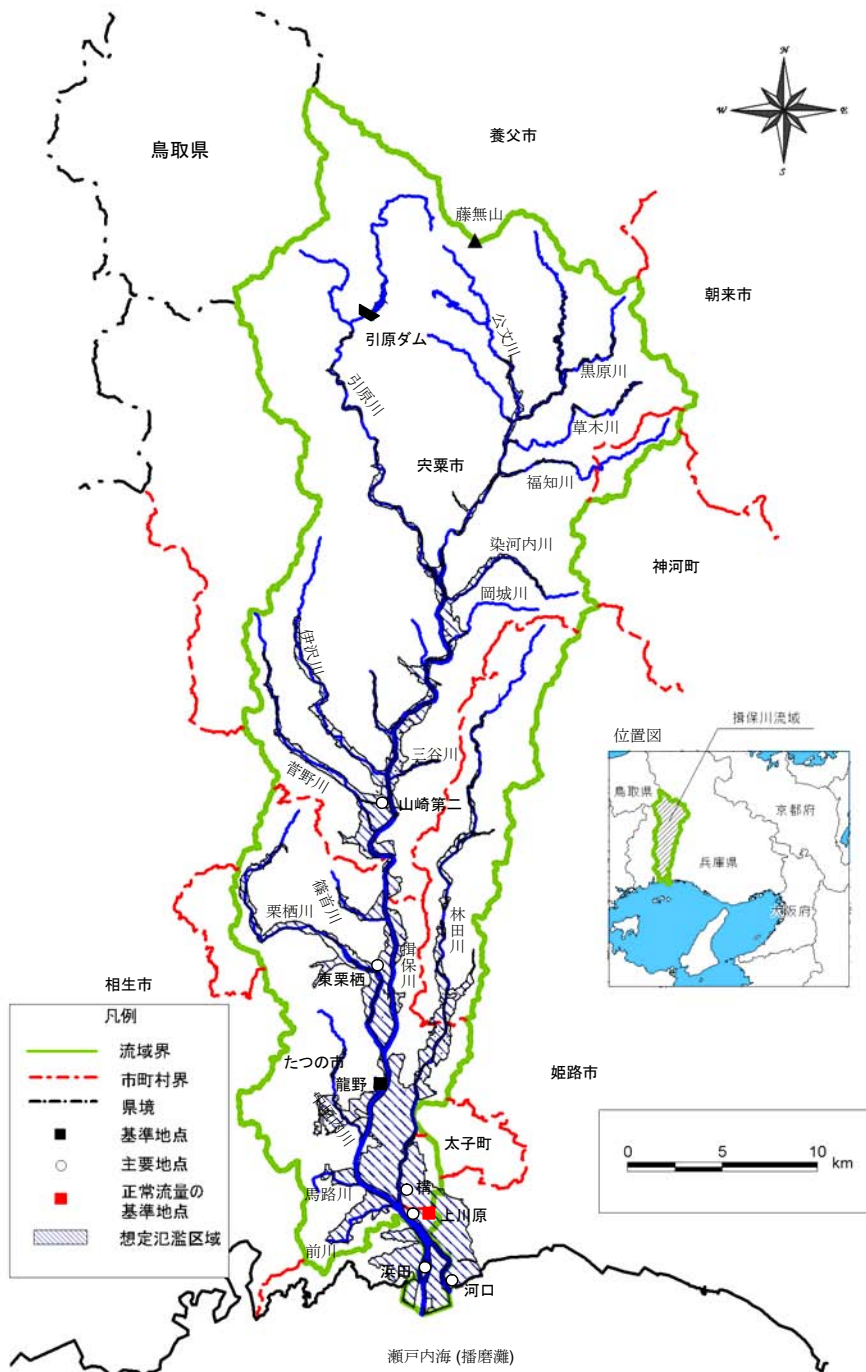 N
W
E
S
鳥取県
養父市
藤無山
朝来市
引原ダム
公文川
引原川
黒原川
草木川
宍粟市
福知川
染河内川
神河町
岡城川
伊沢川
三谷川
菅野川
山崎第二
位置図
揖保川流域
鳥取県
京都府
兵庫県
大阪府
篠首川
栗栖川
林田川
揖保川
東栗栖
相生市
たつの市
姫路市
龍野
太子町
構
馬路川
上川原
前川
浜田
河口
瀬戸内海 (播磨灘)
凡例
流域界
市町村界
県境
基準地点
主要地点
正常流量の
基準地点
想定氾濫区域
0
5
10
km